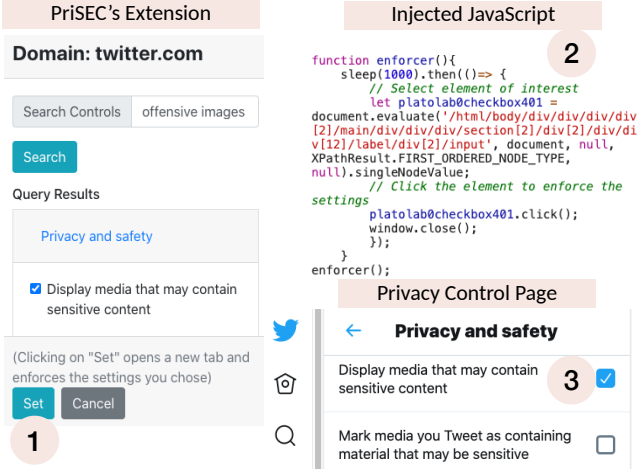 PriSEC's Extension
Domain: twitter.com
Search Controls offensive images
Search
Query Results
Privacy and safety
Display media that may contain
sensitive content
(Clicking on "Set" opens a new tab and
enforces the settings you chose)
Set Cancel
1
Injected JavaScript
2
function enforcer(){
sleep(1000).then(()=> {
// Select element of interest
let platolab0checkbox401 =
document.evaluate('/html/body/div/div/div/div
[2]/main/div/div/div/section[2]/div[2]/div/di
v[12]/label/div[2]/input', document, null,
XPathResult.FIRST_ORDERED_NODE_TYPE,
null).singleNodeValue;
// Click the element to enforce the
settings
platolab0checkbox401.click();
window.close();
});
}
enforcer();
Privacy Control Page
Privacy and safety
Display media that may contain
sensitive content
3
Mark media you Tweet as containing
material that may be sensitive